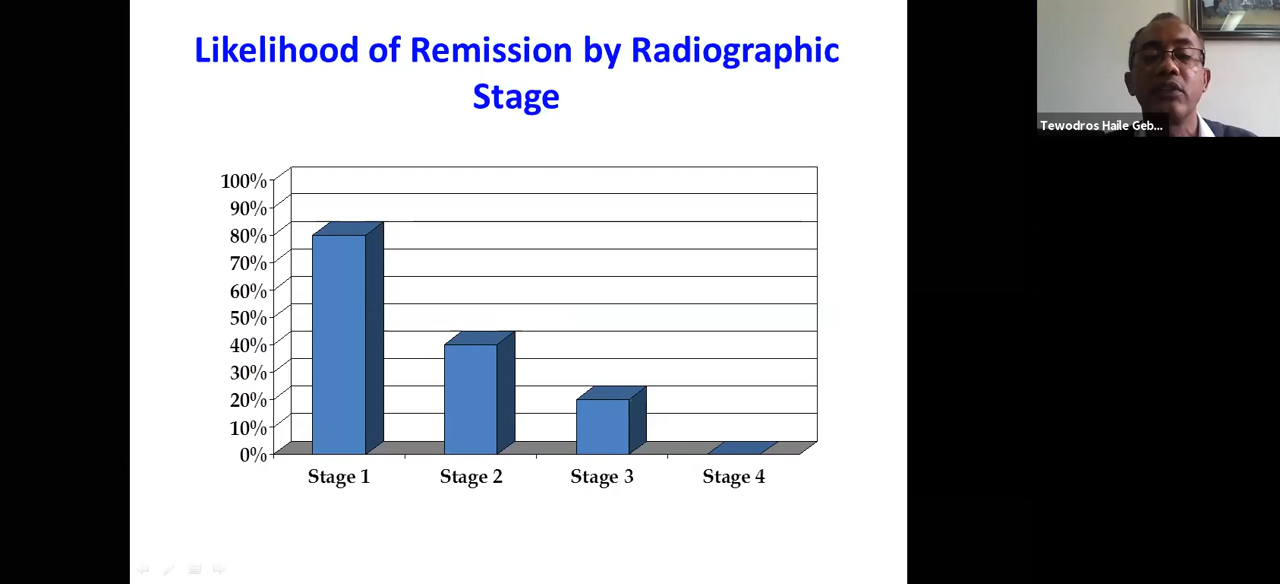 Likelihood of Remission by Radiographic
Stage
Tewodros Haile Geb...
100%
90%
80%
70%
60%
50%
40%
30%
20%
10%
0%
Stage 1 Stage 2 Stage 3 Stage 4